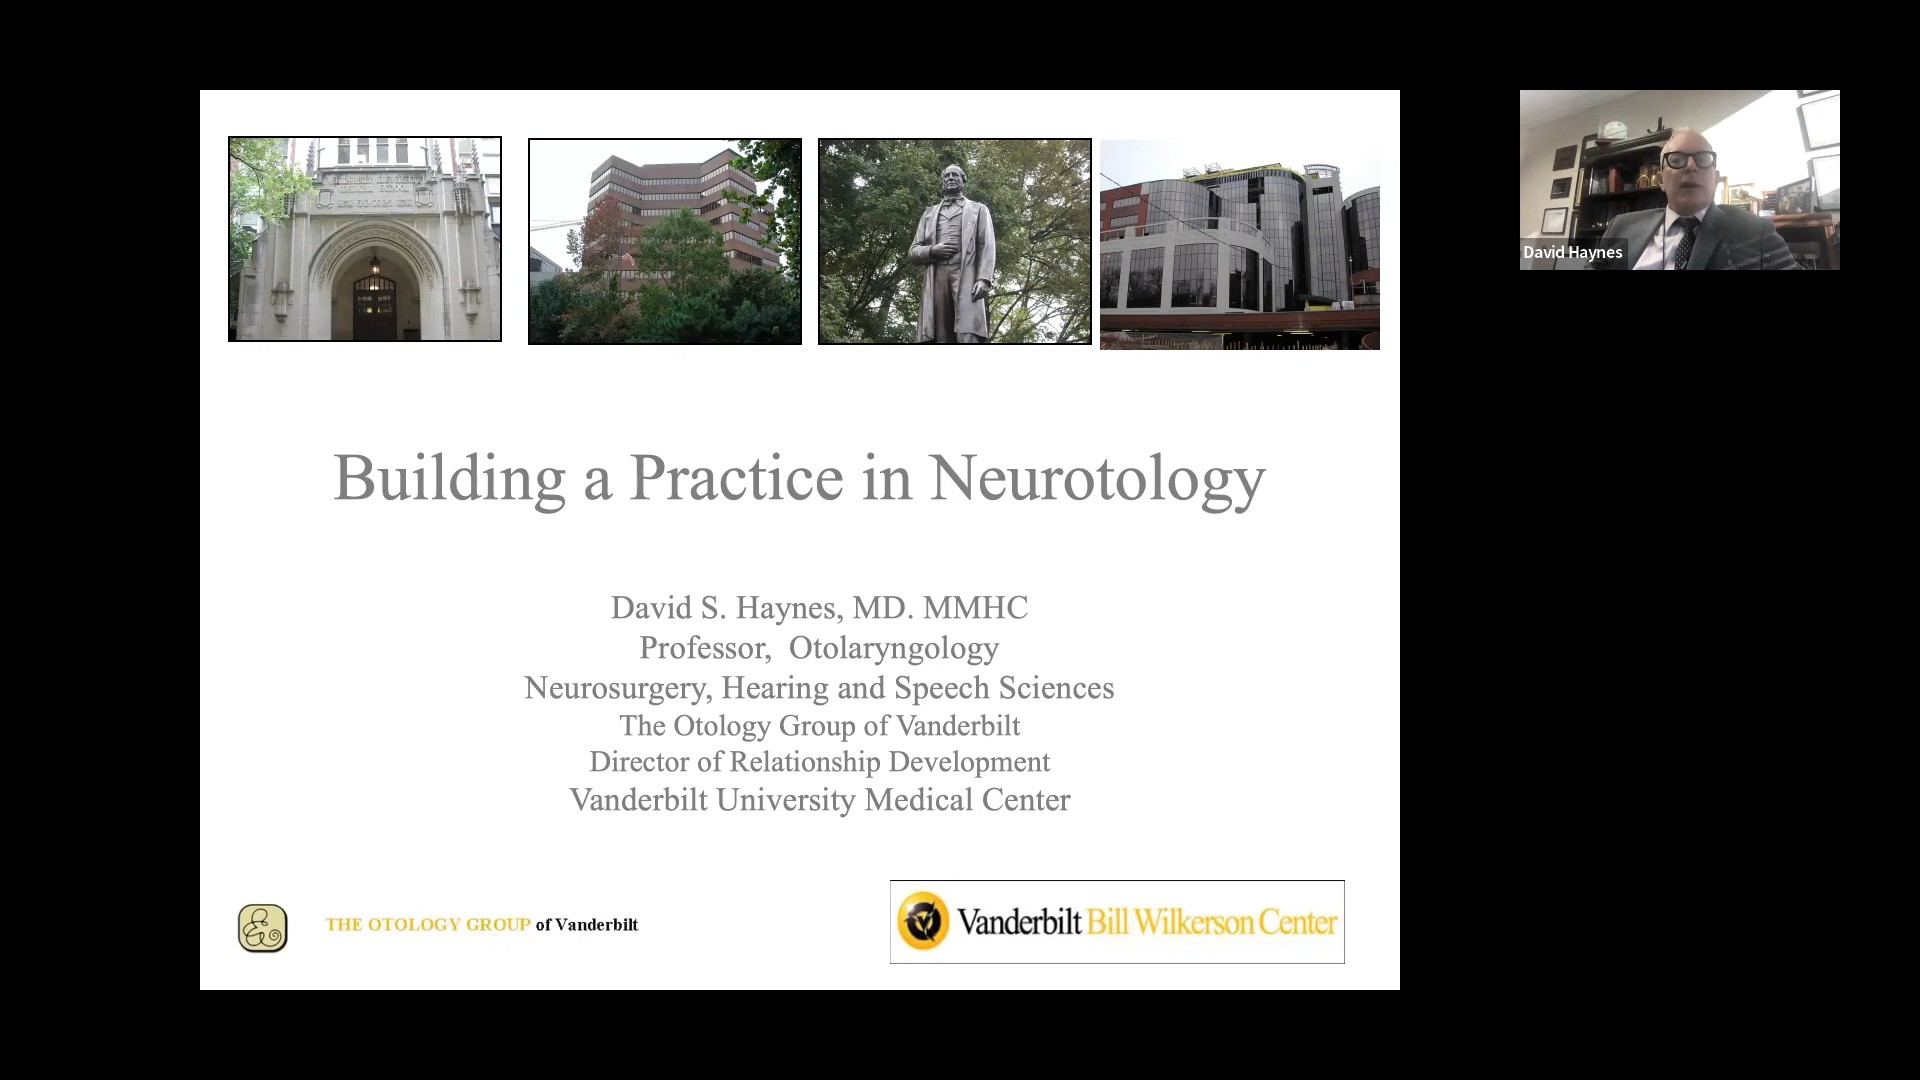 David Haynes
Building a Practice in Neurotology
David S. Haynes, MD. MMHC
Professor, Otolaryngology
Neurosurgery, Hearing and Speech Sciences
The Otology Group of Vanderbilt
Director of Relationship Development
Vanderbilt University Medical Center
THE OTOLOGY GROUP of Vanderbilt
Vanderbilt Bill Wilkerson Center